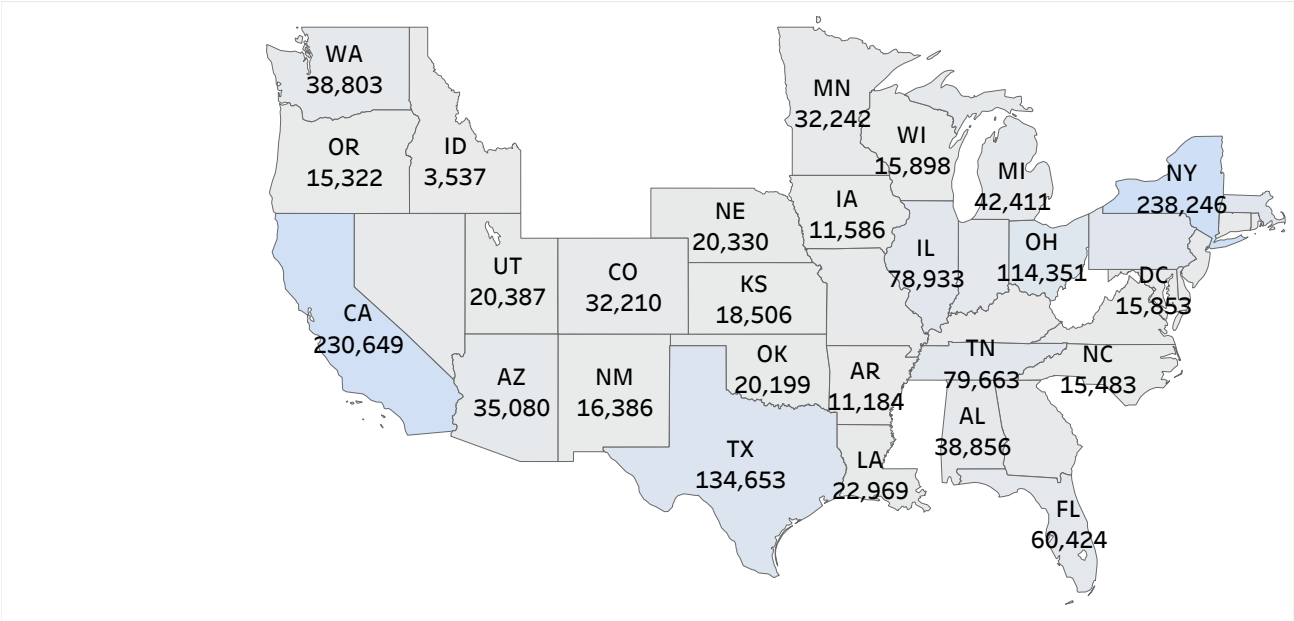 WA
38,803
MN
32,242
WI
15,898
OR
15,322
ID
3,537
MI
42,411
NY
238,246
NE
20,330
IA
11,586
IL
78,933
OH
114,351
UT
20,387
CO
32,210
KS
18,506
DC
15,853
CA
230,649
OK
20,199
AR
11,184
TN
79,663
NC
15,483
AZ
35,080
NM
16,386
AL
38,856
TX
134,653
LA
22,969
FL
60,424